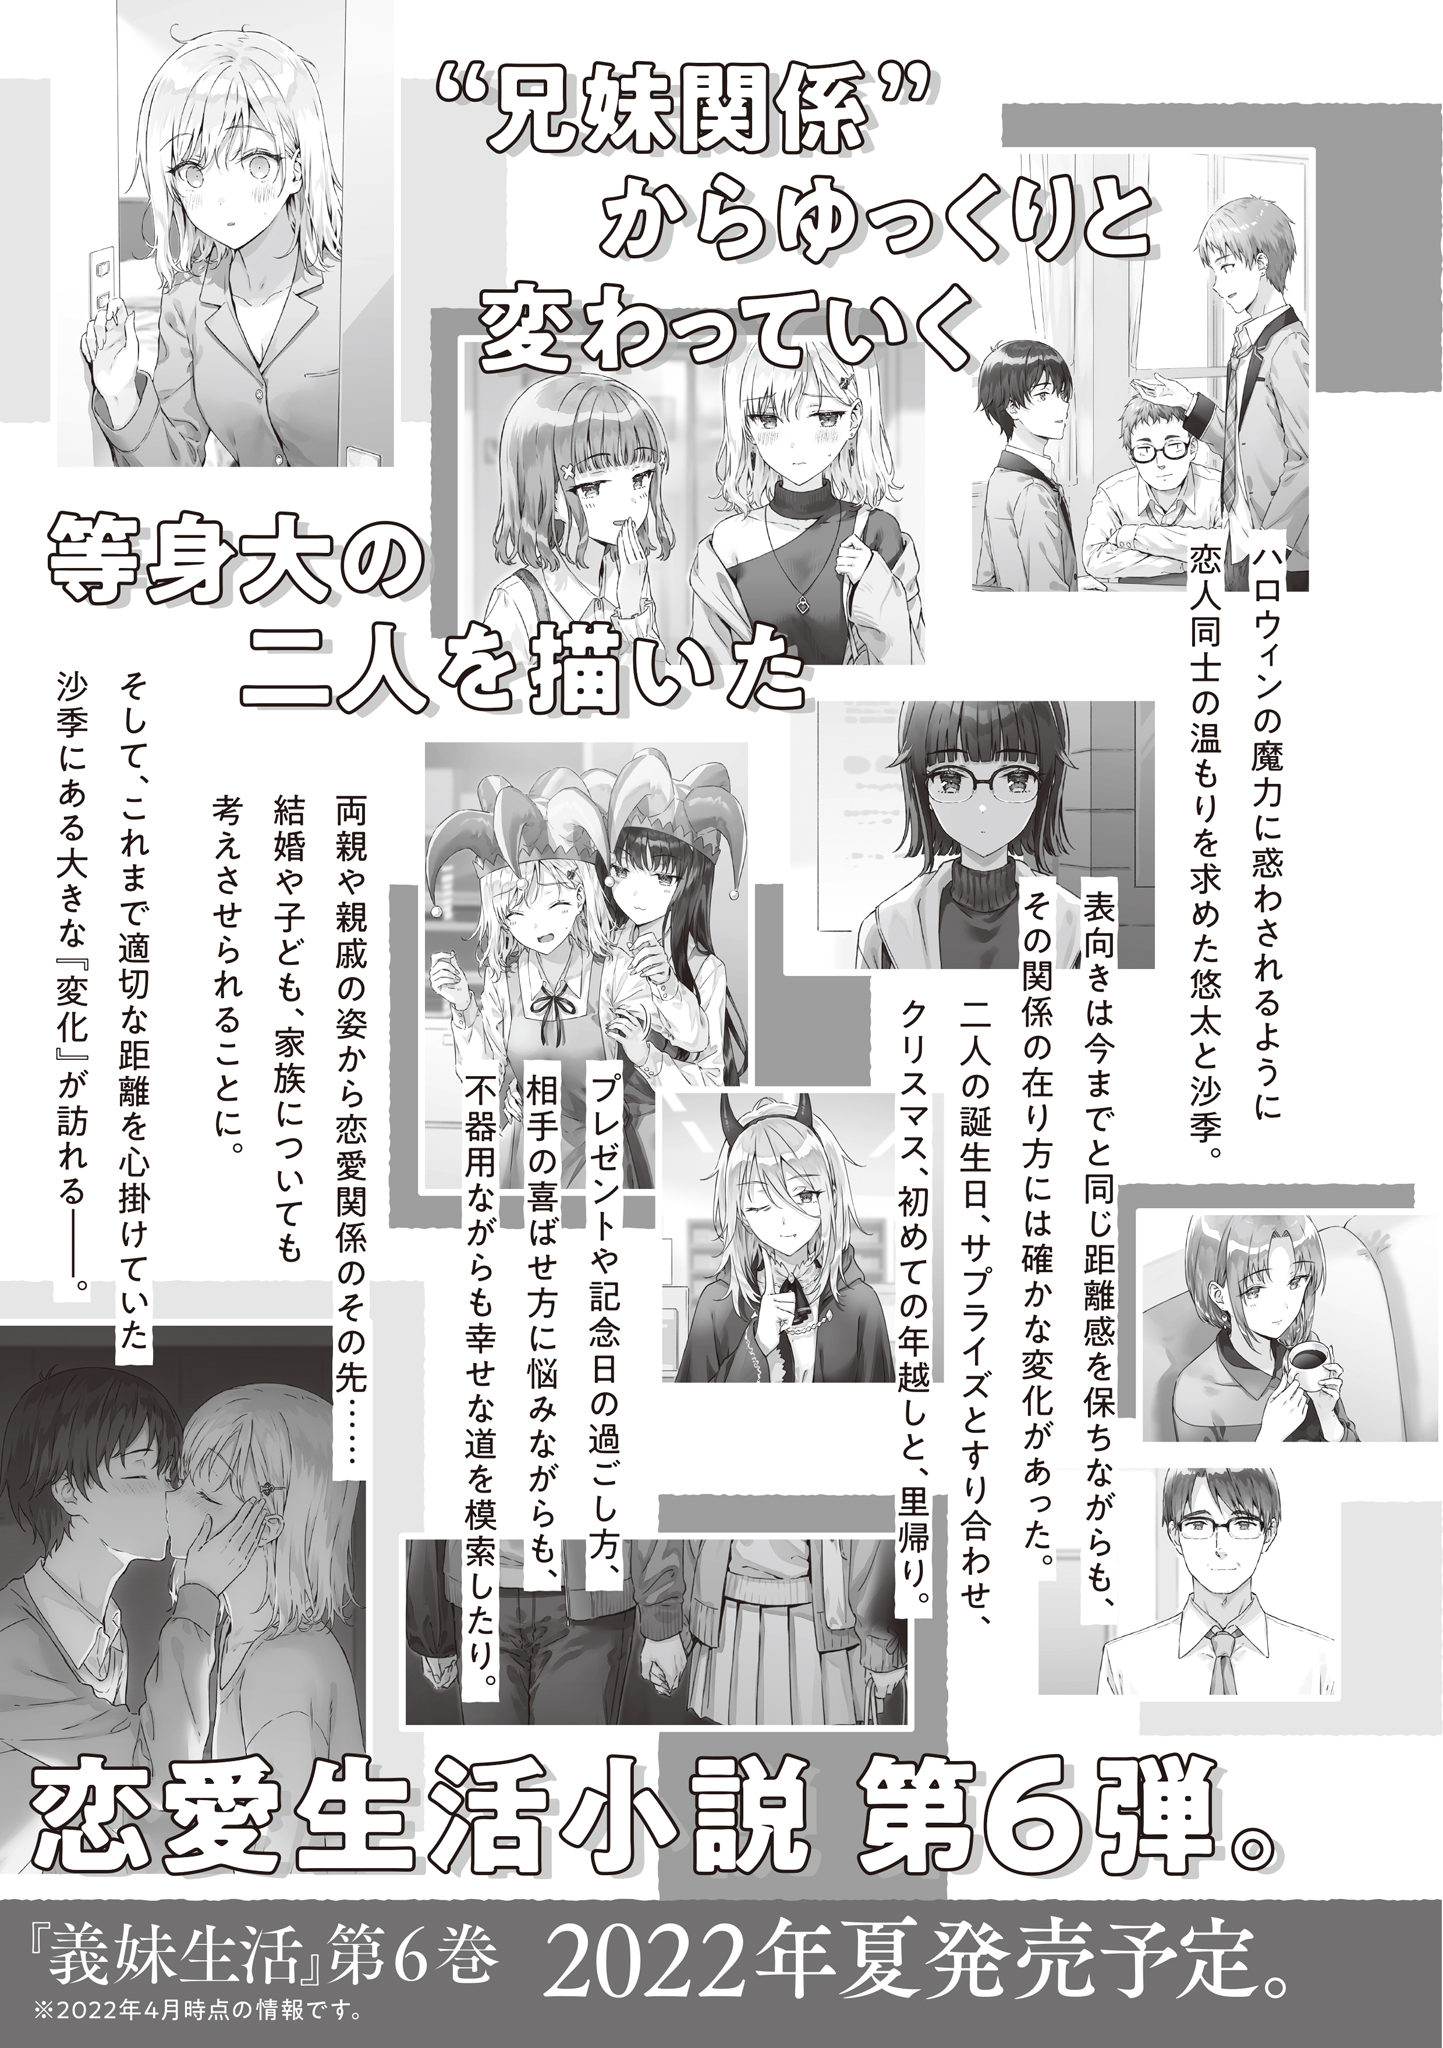 “兄妹関係”
からゆっくりと
変わっていく
等身大の
二人を描いた
ハロウィンの魔力に惑わされるように
恋人同士の温もりを求めた悠太と沙季。
表向きは今までと同じ距離感を保ちながらも、
その関係の在り方には確かな変化があった。
二人の誕生日、サプライズとすり合わせ、
クリスマス、初めての年越しと、里帰り。
プレゼントや記念日の過ごし方、
相手の喜ばせ方に悩みながらも、
不器用ながらも幸せな道を模索したり。
両親や親戚の姿から恋愛関係のその先……
結婚や子ども、家族についても
考えさせられることに。
そして、これまで適切な距離を心掛けていた
沙季にある大きな『変化』が訪れる――。
恋愛生活小説 第6弾。
『義妹生活』第6巻 2022年夏発売予定。
※2022年4月時点の情報です。